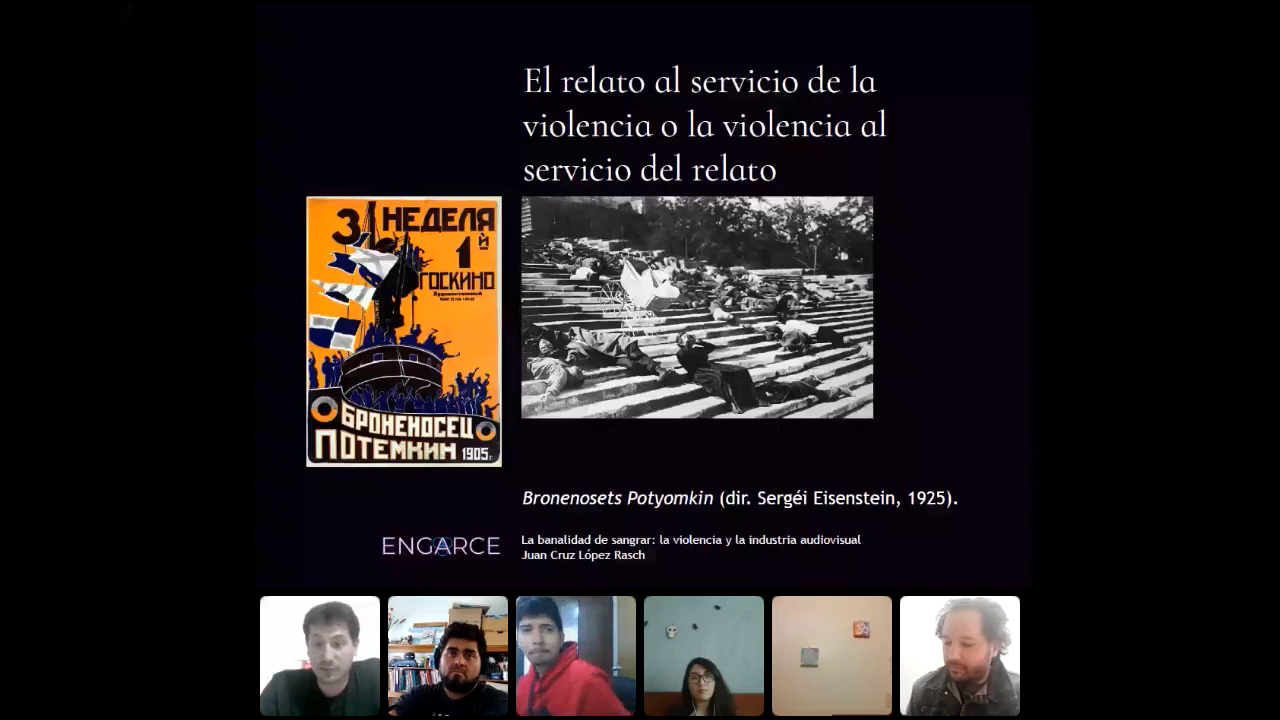 El relato al servicio de la
violencia o la violencia al
servicio del relato
3 НЕДЕЛЯ
1й
ГОСКИНО
БРОНЕНОСЕЦ
ПОТЕМКИН 1905г.
Bronenosets Potyomkin (dir. Sergéi Eisenstein, 1925).
ENGARCE
La banalidad de sangrar: la violencia y la industria audiovisual
Juan Cruz López Rasch